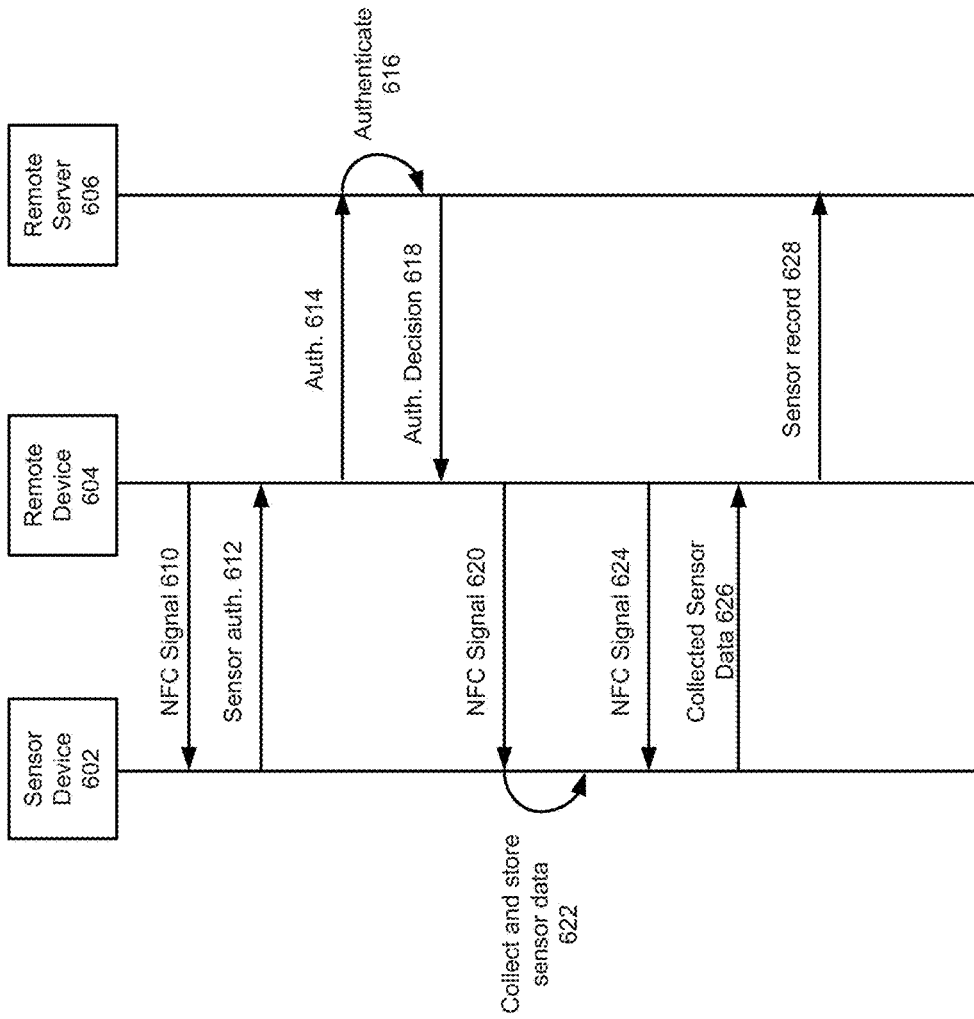 Sensor
Device
602
Remote
Device
604
Remote
Server
606
NFC Signal 610
Sensor auth. 612
Auth. 614
Authenticate
616
Auth. Decision 618
NFC Signal 620
Collect and store
sensor data
622
NFC Signal 624
Collected Sensor
Data 626
Sensor record 628